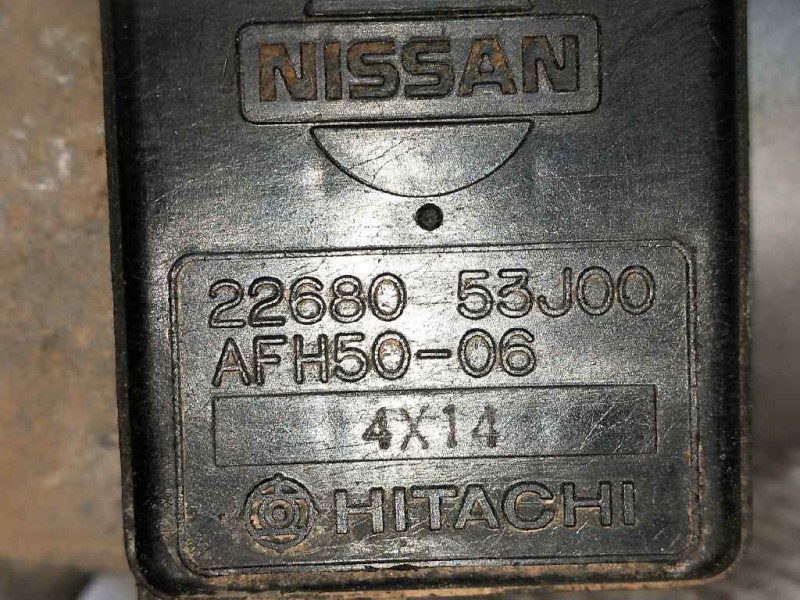 NISSAN
22680 53J00
AFH50-06
4X14
HITACHI